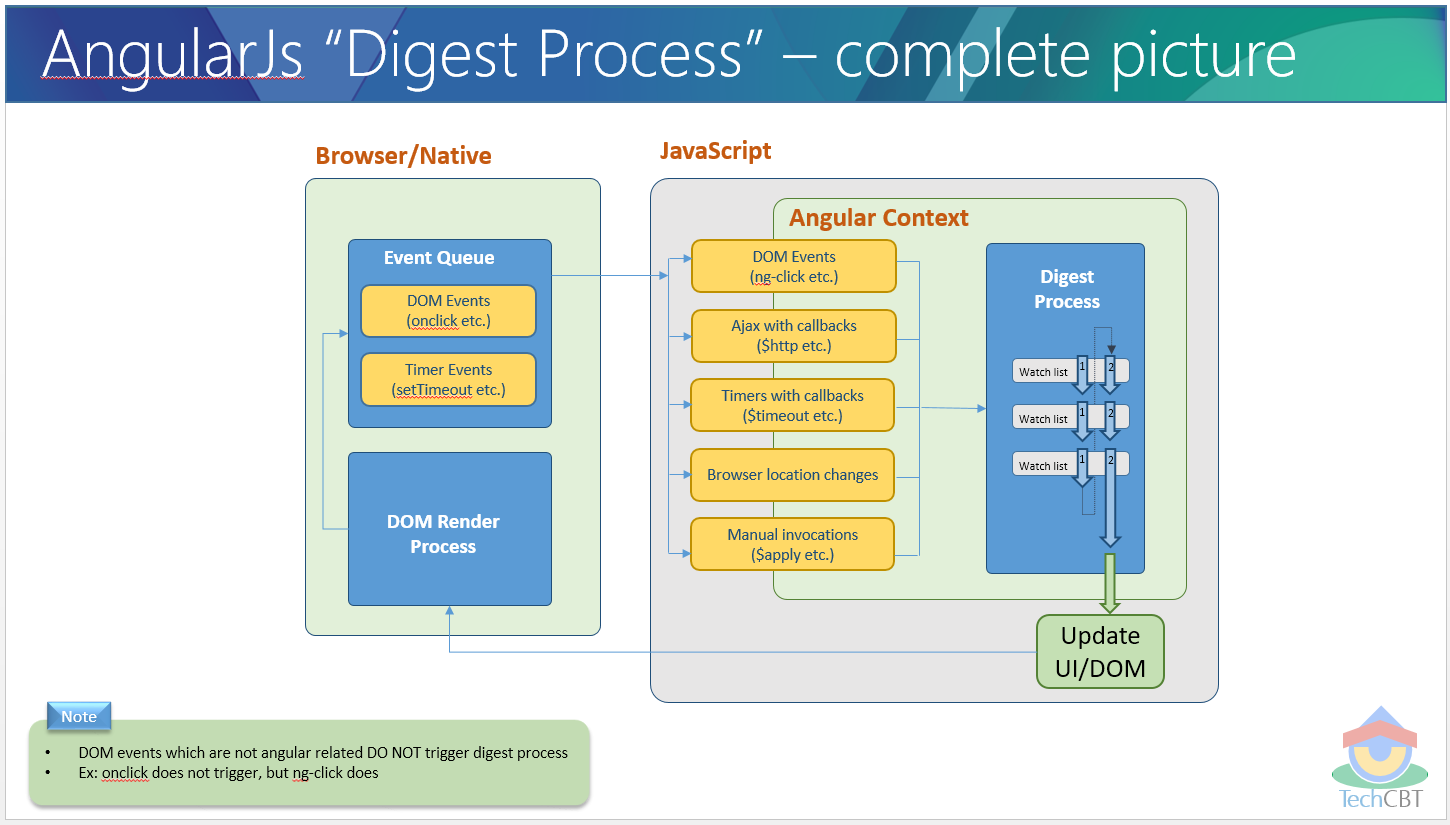 AngularJs “Digest Process” – complete picture
Browser/Native
JavaScript
Event Queue
DOM Events
(onclick etc.)
Timer Events
(setTimeout etc.)
DOM Render
Process
Angular Context
DOM Events
(ng-click etc.)
Ajax with callbacks
($http etc.)
Timers with callbacks
($timeout etc.)
Browser location changes
Manual invocations
($apply etc.)
Digest
Process
Watch list 1 2
Watch list 1 2
Watch list 1 2
Update
UI/DOM
Note
• DOM events which are not angular related DO NOT trigger digest process
• Ex: onclick does not trigger, but ng-click does
TechCBT